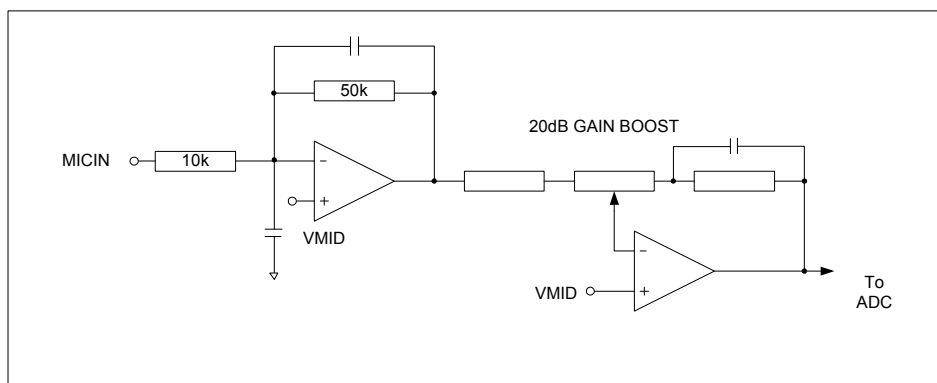 50k
20dB GAIN BOOST
MICIN
10k
−
+
VMID
−
+
VMID
To
ADC